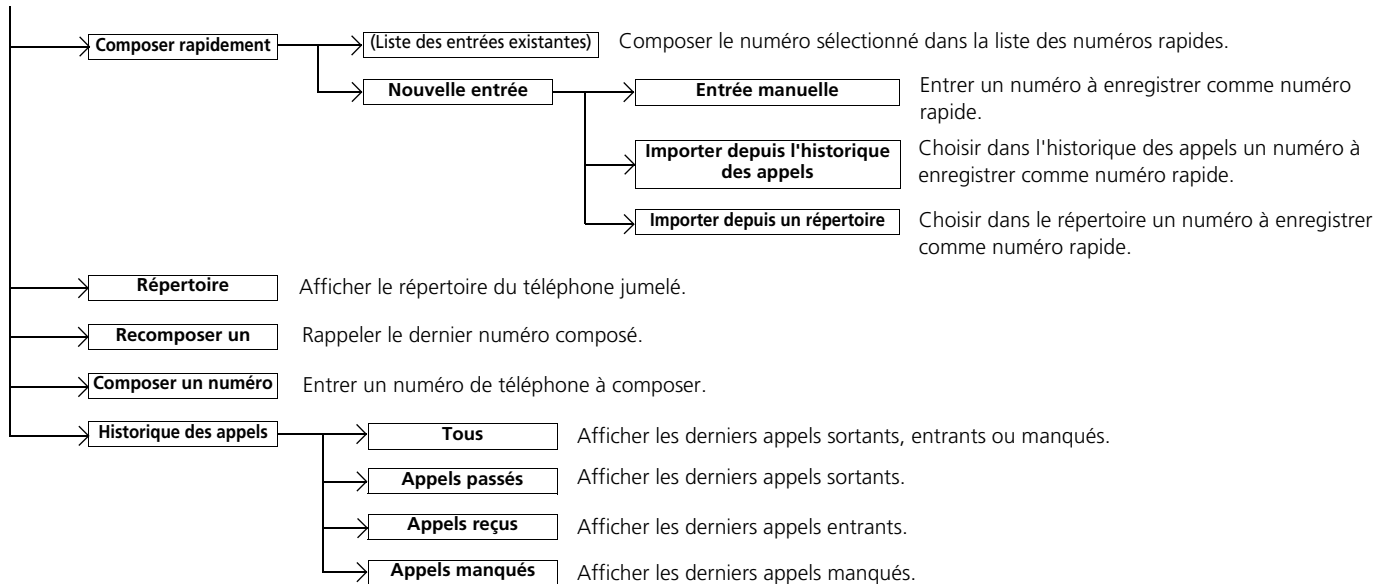 Composer rapidement
(Liste des entrées existantes)
Composer le numéro sélectionné dans la liste des numéros rapides.
Nouvelle entrée
Entrée manuelle
Entrer un numéro à enregistrer comme numéro
rapide.
Importer depuis l'historique
des appels
Choisir dans l'historique des appels un numéro à
enregistrer comme numéro rapide.
Importer depuis un répertoire
Choisir dans le répertoire un numéro à enregistrer
comme numéro rapide.
Répertoire
Afficher le répertoire du téléphone jumelé.
Recomposer un
Rappeler le dernier numéro composé.
Composer un numéro
Entrer un numéro de téléphone à composer.
Historique des appels
Tous
Afficher les derniers appels sortants, entrants ou manqués.
Appels passés
Afficher les derniers appels sortants.
Appels reçus
Afficher les derniers appels entrants.
Appels manqués
Afficher les derniers appels manqués.